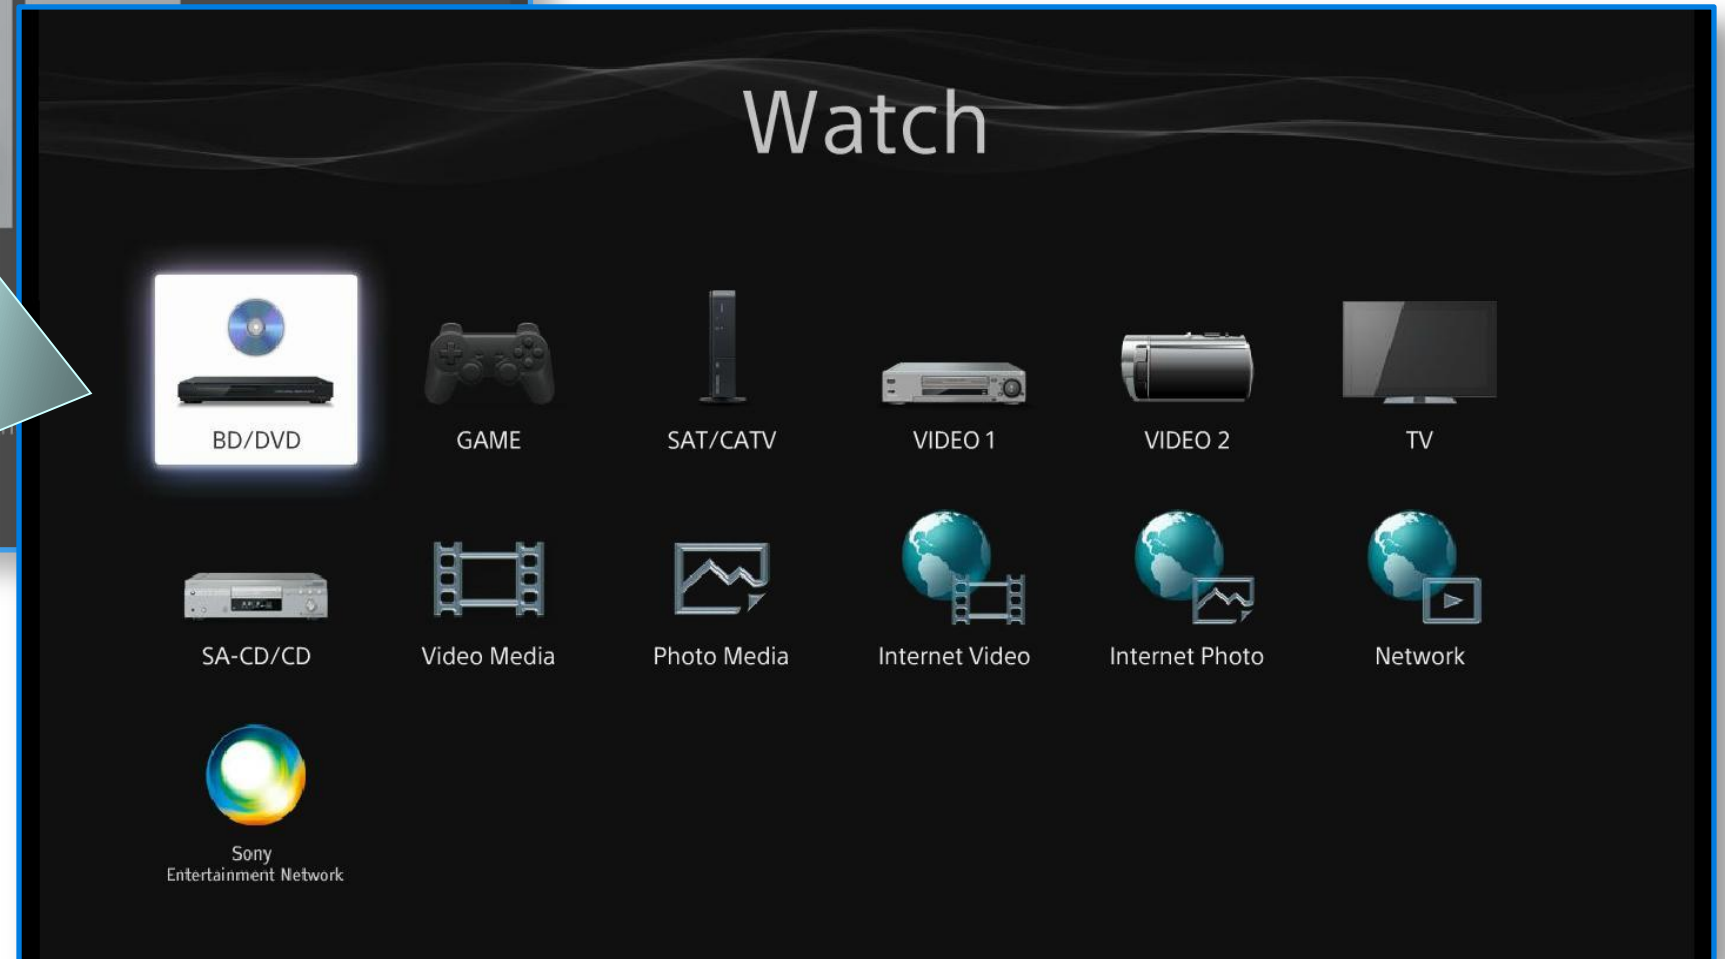 Watch
BD/DVD
GAME
SAT/CATV
VIDEO 1
VIDEO 2
TV
SA-CD/CD
Video Media
Photo Media
Internet Video
Internet Photo
Network
Sony
Entertainment Network